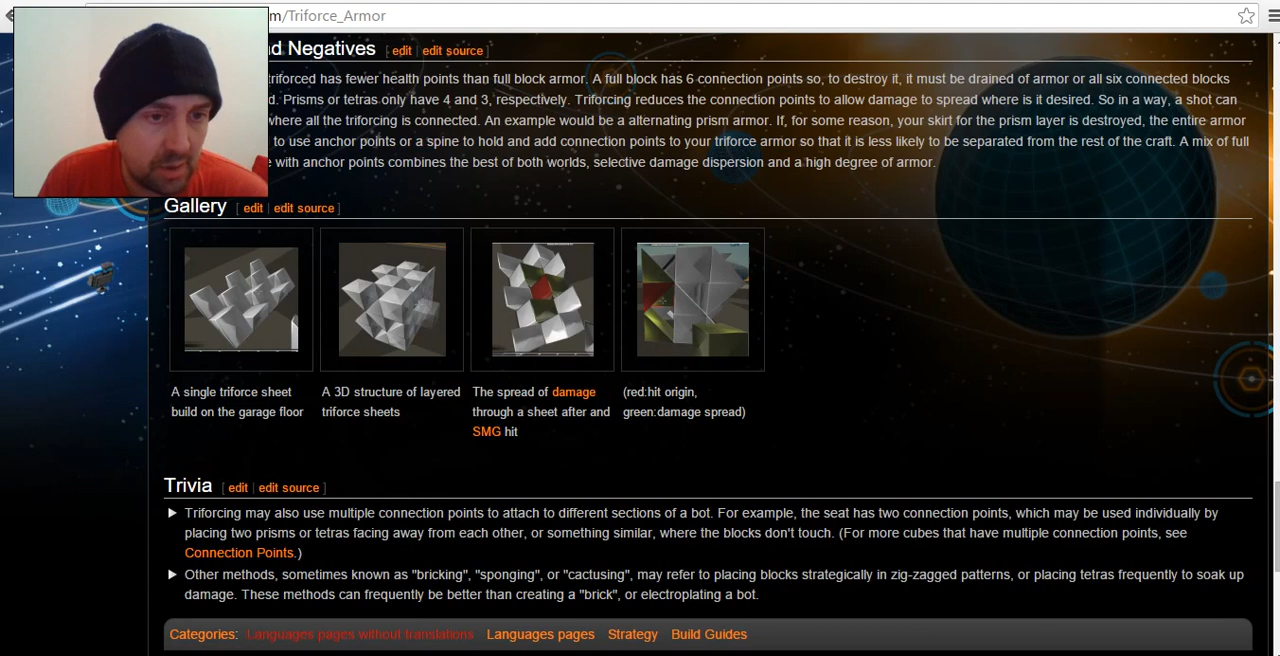 m/Triforce_Armor
d Negatives [ edit | edit source ]
triforced has fewer health points than full block armor. A full block has 6 connection points so, to destroy it, it must be drained of armor or all six connected blocks
d. Prisms or tetras only have 4 and 3, respectively. Triforcing reduces the connection points to allow damage to spread where is it desired. So in a way, a shot can
where all the triforcing is connected. An example would be a alternating prism armor. If, for some reason, your skirt for the prism layer is destroyed, the entire armor
to use anchor points or a spine to hold and add connection points to your triforce armor so that it is less likely to be separated from the rest of the craft. A mix of full
e with anchor points combines the best of both worlds, selective damage dispersion and a high degree of armor.
Gallery [ edit | edit source ]
A single triforce sheet
build on the garage floor
A 3D structure of layered
triforce sheets
The spread of damage
through a sheet after and
SMG hit
(red:hit origin,
green:damage spread)
Trivia [ edit | edit source ]
Triforcing may also use multiple connection points to attach to different sections of a bot. For example, the seat has two connection points, which may be used individually by
placing two prisms or tetras facing away from each other, or something similar, where the blocks don't touch. (For more cubes that have multiple connection points, see
Connection Points.)
Other methods, sometimes known as "bricking", "sponging", or "cactusing", may refer to placing blocks strategically in zig-zagged patterns, or placing tetras frequently to soak up
damage. These methods can frequently be better than creating a "brick", or electroplating a bot.
Categories: Languages pages without translations Languages pages Strategy Build Guides